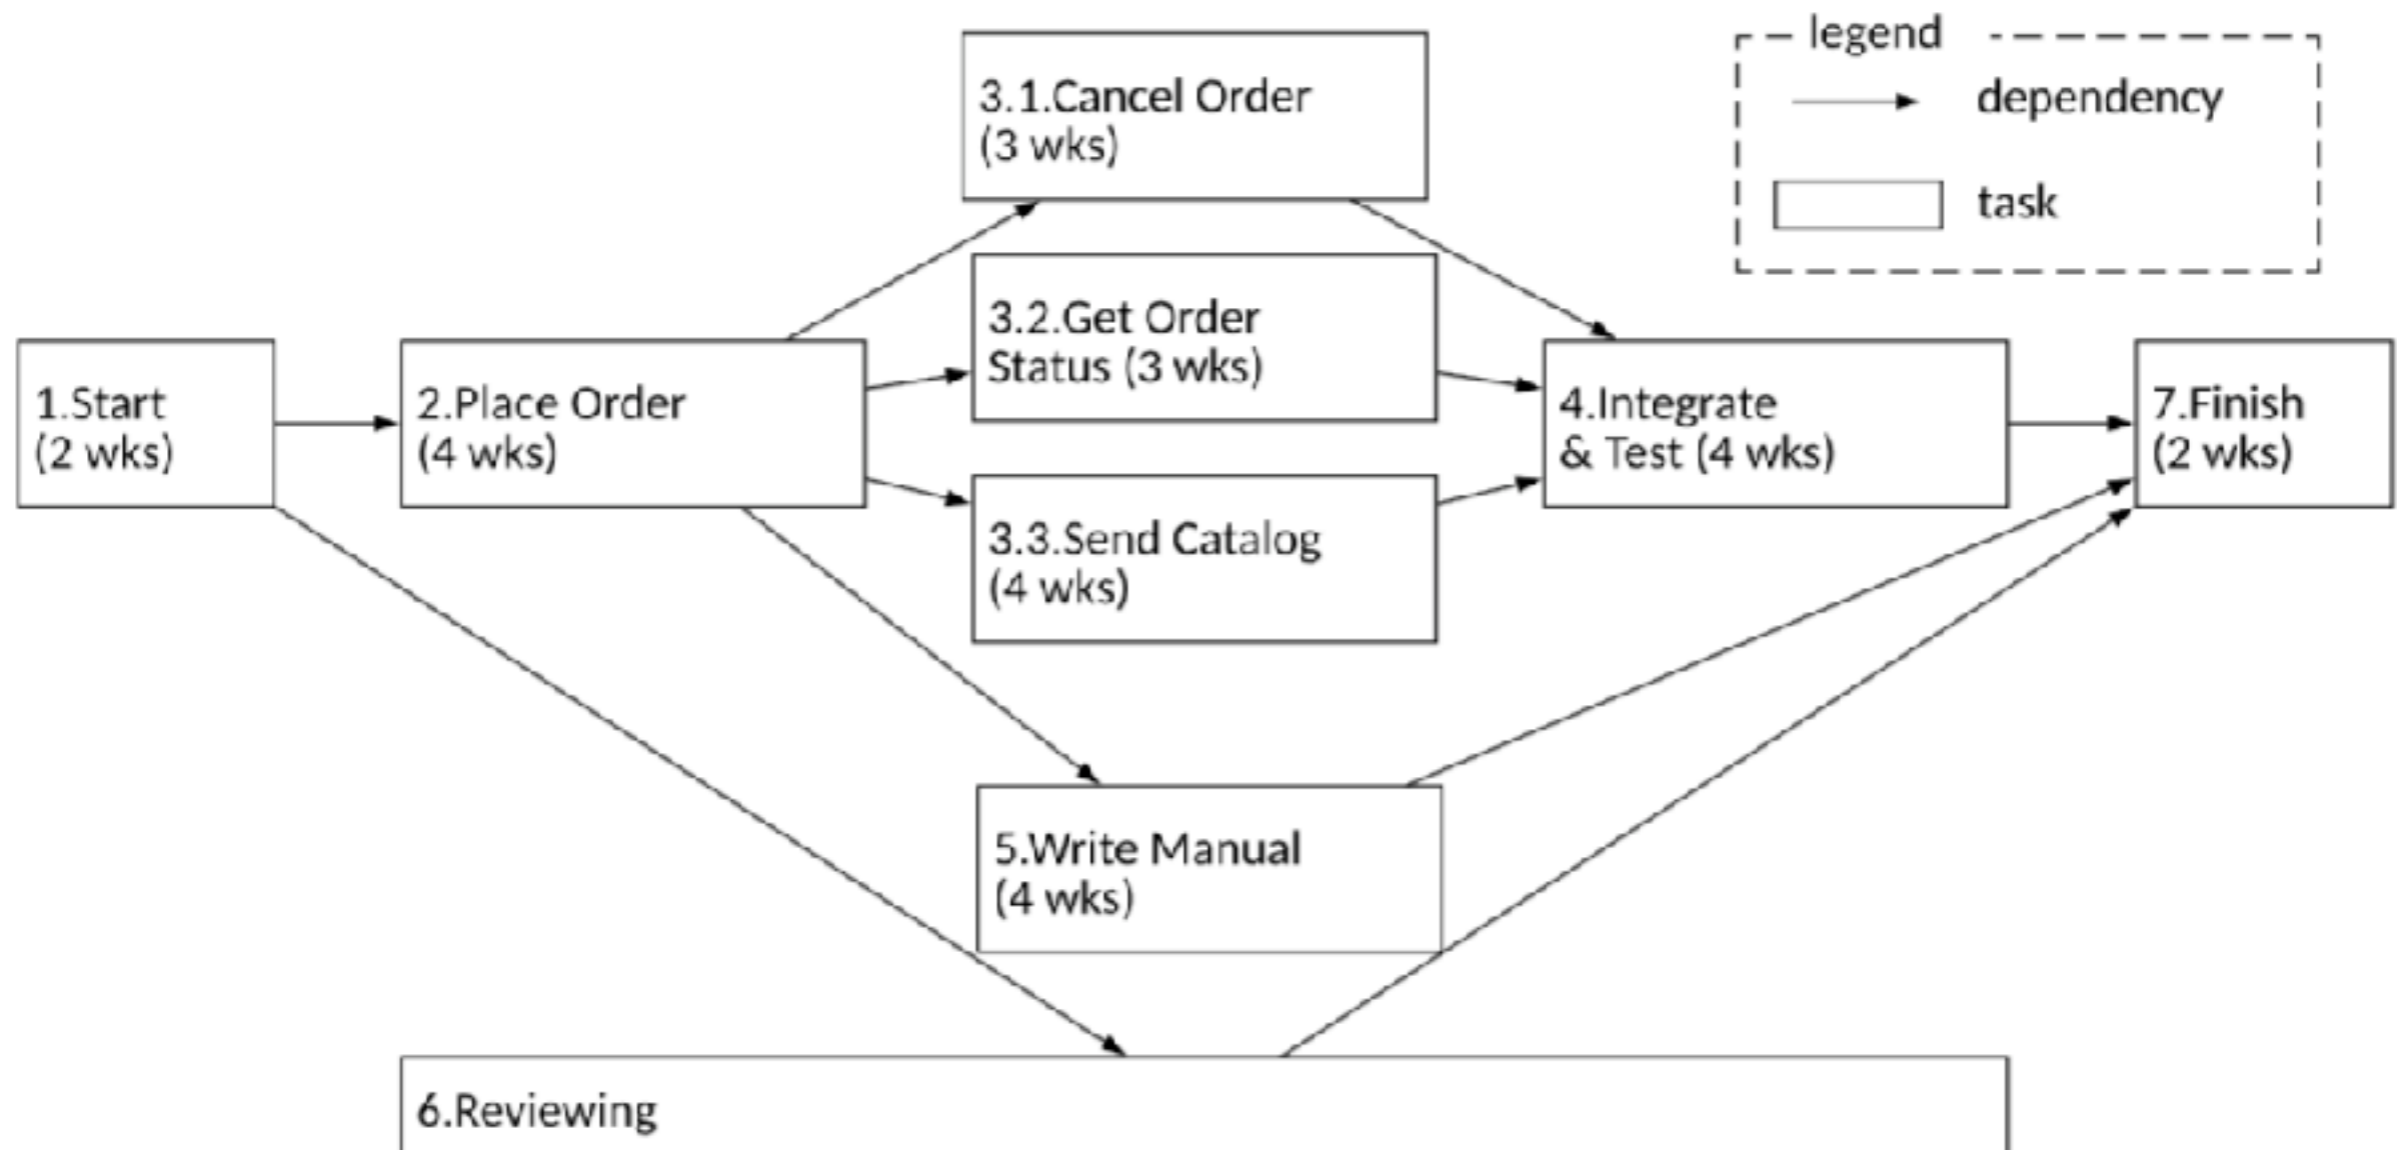 3.1.Cancel Order
(3 wks)
legend
dependency
task
3.2.Get Order
Status (3 wks)
1.Start
(2 wks)
2.Place Order
(4 wks)
3.3.Send Catalog
(4 wks)
4.Integrate
& Test (4 wks)
7.Finish
(2 wks)
5.Write Manual
(4 wks)
6.Reviewing